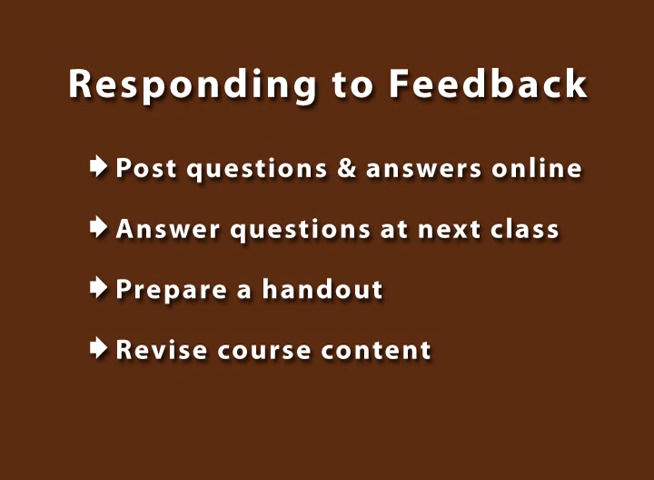 Responding to Feedback
Post questions & answers online
Answer questions at next class
Prepare a handout
Revise course content